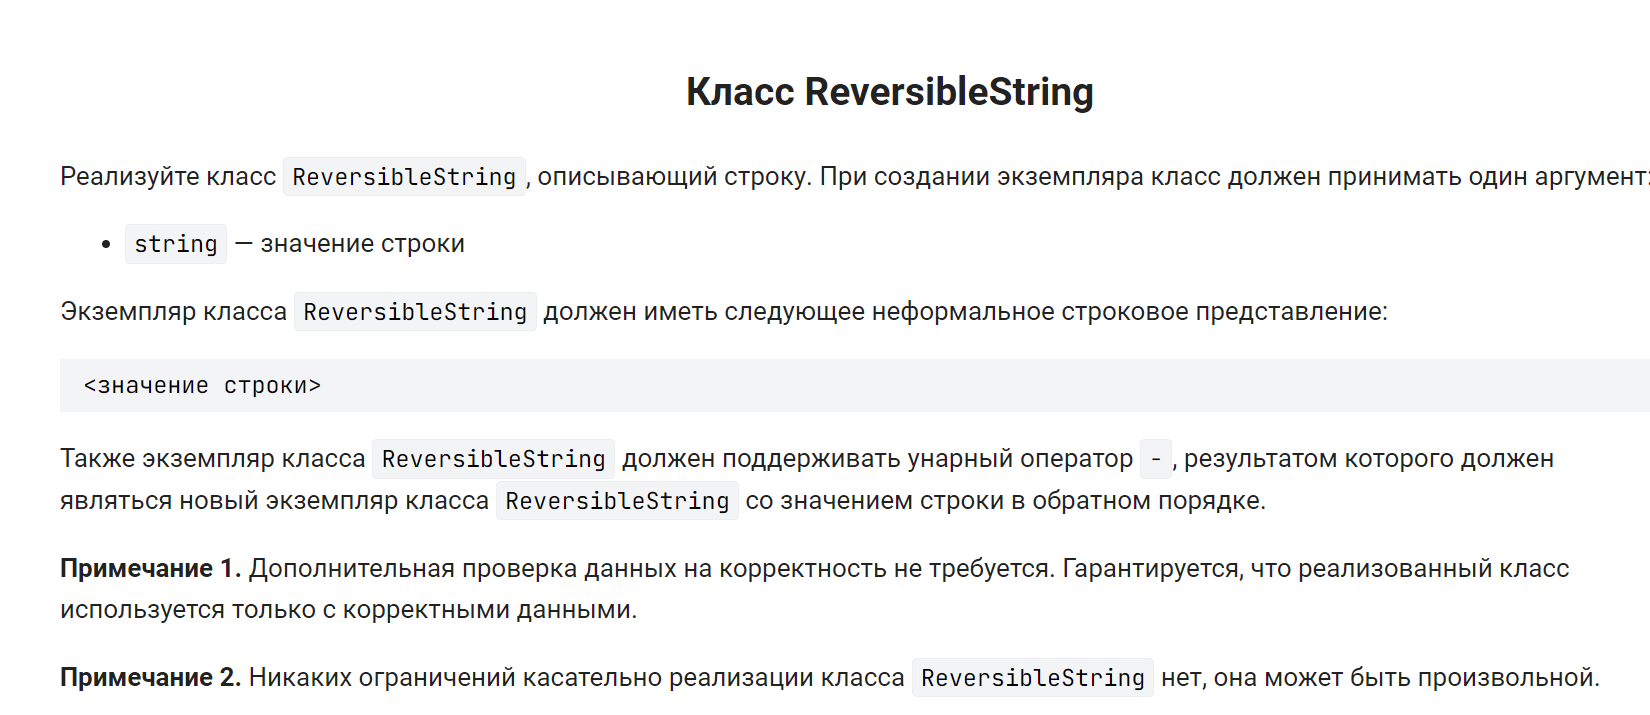 Класс ReversibleString
Реализуйте класс ReversibleString, описывающий строку. При создании экземпляра класс должен принимать один аргумент:
• string — значение строки
Экземпляр класса ReversibleString должен иметь следующее неформальное строковое представление:
<значение строки>
Также экземпляр класса ReversibleString должен поддерживать унарный оператор -, результатом которого должен
являться новый экземпляр класса ReversibleString со значением строки в обратном порядке.
Примечание 1. Дополнительная проверка данных на корректность не требуется. Гарантируется, что реализованный класс
используется только с корректными данными.
Примечание 2. Никаких ограничений касательно реализации класса ReversibleString нет, она может быть произвольной.